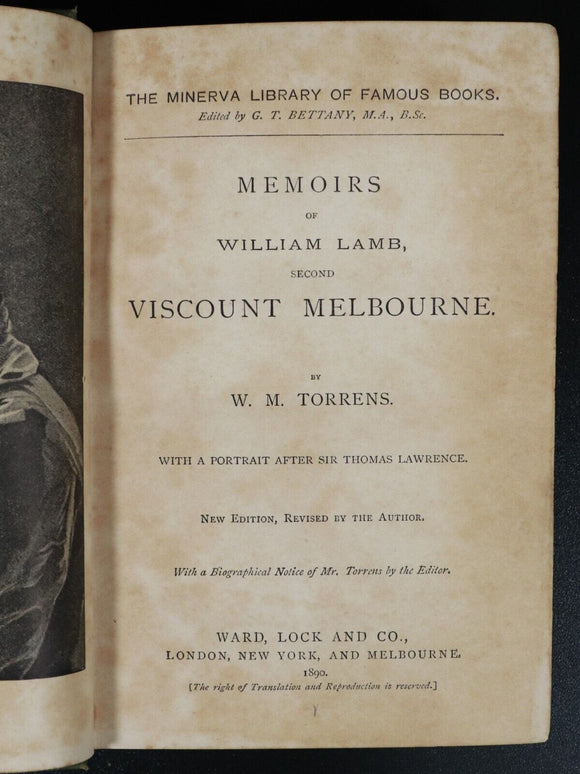 THE MINERVA LIBRARY OF FAMOUS BOOKS.
Edited by G. T. BETTANY, M.A., B.Sc.
MEMOIRS
OF
WILLIAM LAMB,
SECOND
VISCOUNT MELBOURNE.
BY
W. M. TORRENS.
WITH A PORTRAIT AFTER SIR THOMAS LAWRENCE.
NEW EDITION, REVISED BY THE AUTHOR.
With a Biographical Notice of Mr. Torrens by the Editor.
WARD, LOCK AND CO.,
LONDON, NEW YORK, AND MELBOURNE.
1890.
[The right of Translation and Reproduction is reserved.]